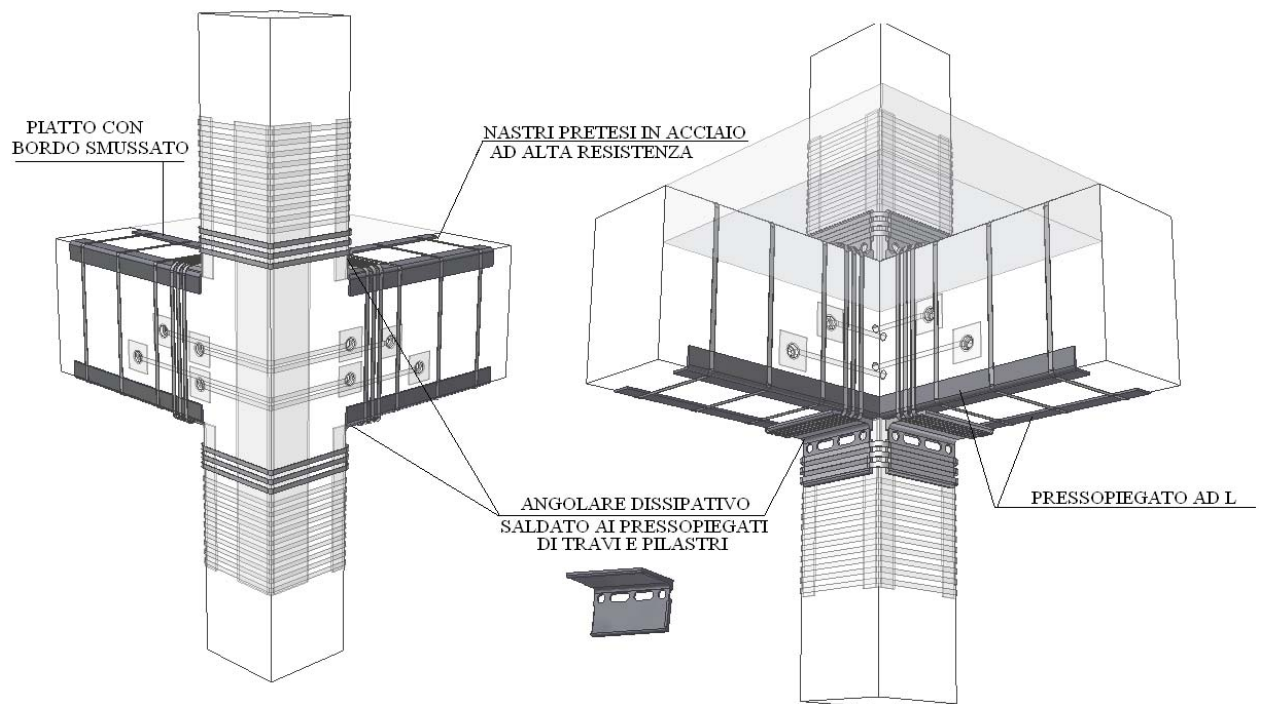 PIATTO CON
BORDO SMUSSATO
NASTRI PRETESI IN ACCIAIO
AD ALTA RESISTENZA
ANGOLARE DISSIPATIVO
SALDATO AI PRESSOPIEGATI
DI TRAVI E PILASTRI
PRESSOPIEGATO AD L